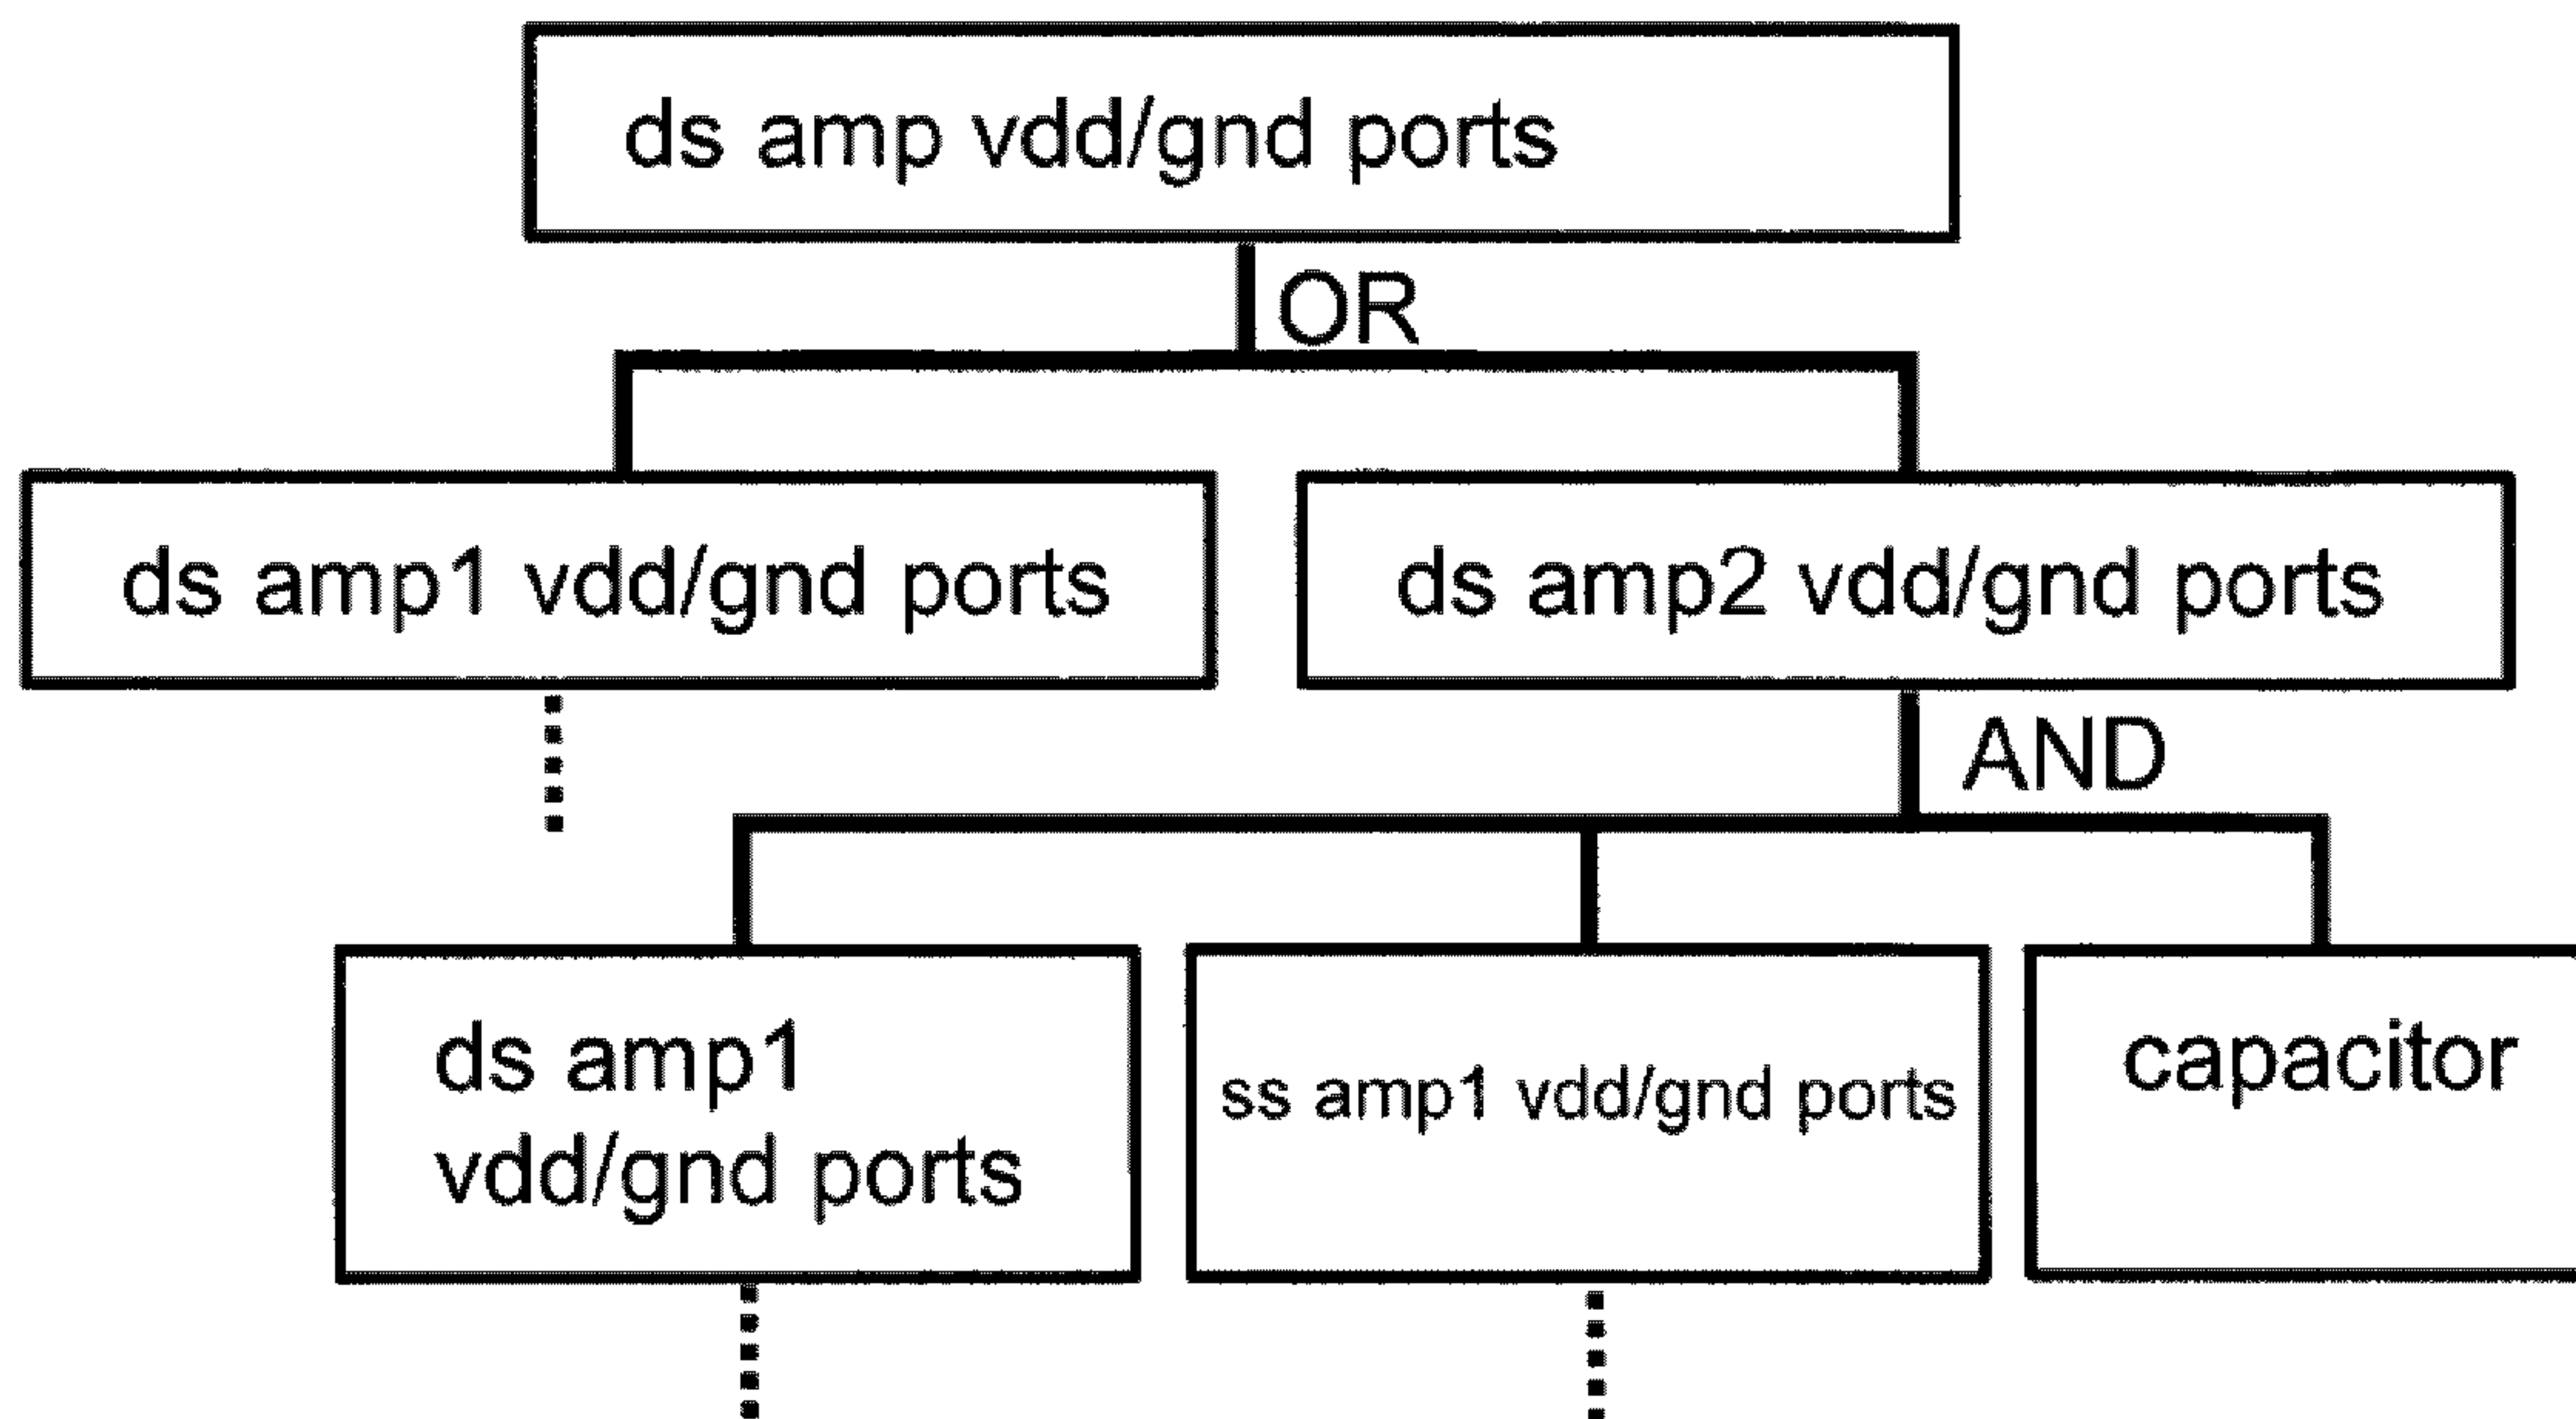 ds amp vdd/gnd ports
OR
ds amp1 vdd/gnd ports
ds amp2 vdd/gnd ports
AND
ds amp1
vdd/gnd ports
ss amp1 vdd/gnd ports
capacitor